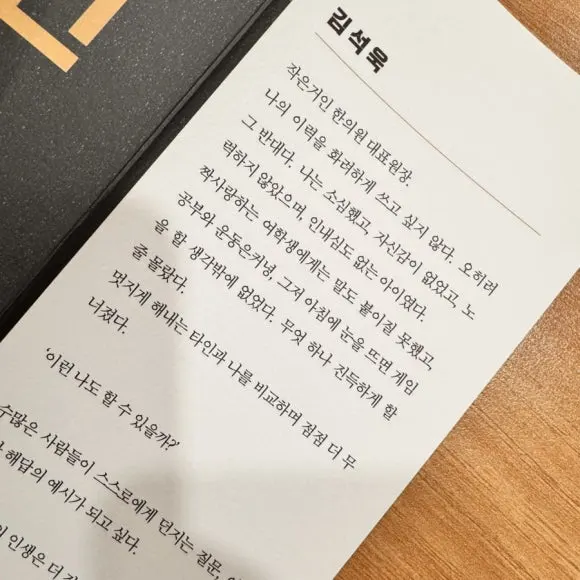 김석욱
작은거인 한의원 대표원장.
나의 이력을 화려하게 쓰고 싶지 않다. 오히려
그 반대다. 나는 소심했고, 자신감이 없었고, 노
력하지 않았으며, 인내심도 없는 아이였다.
짝사랑하는 여학생에게는 말도 붙이질 못했고,
공부와 운동은커녕, 그저 아침에 눈을 뜨면 게임
을 할 생각밖에 없었다. 무엇 하나 진득하게 할
줄 몰랐다.
멋지게 해내는 타인과 나를 비교하며 점점 더 무
너졌다.
‘이런 나도 할 수 있을까?’
수많은 사람들이 스스로에게 던지는 질문,
해답의 예시가 되고 싶다.
인생은 더